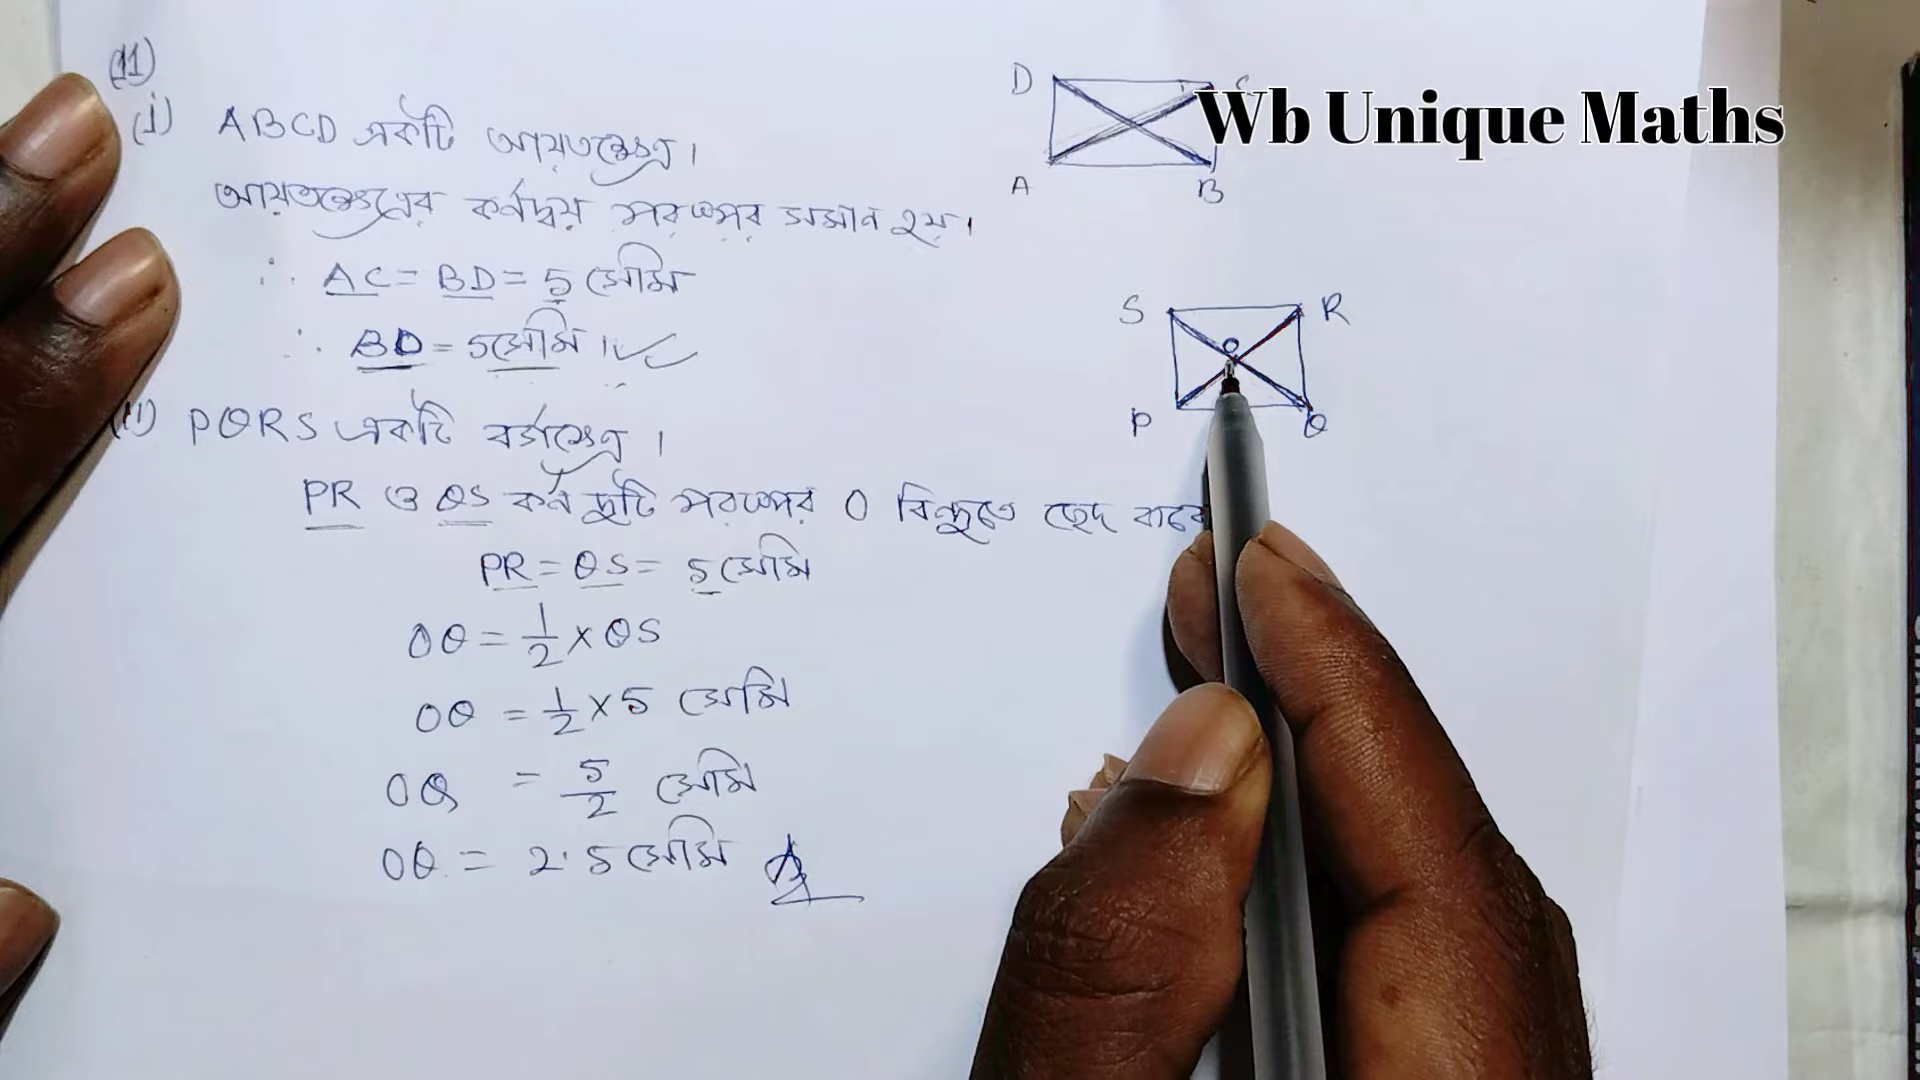 (11)
(i) ABCD একটি আয়তক্ষেত্র।
আয়তক্ষেত্রের কর্নদ্বয় পরস্পর সমান হয়।
∴ AC = BD = 5 সেমি
∴ BD = 5 সেমি।
(ii) PQRS একটি বর্গক্ষেত্র।
PR ও QS কর্ন দুটি পরস্পর O বিন্দুতে ছেদ
PR = QS = 5 সেমি
OQ = 1/2 × QS
OQ = 1/2 × 5 সেমি
OQ = 5/2 সেমি
OQ = 2.5 সেমি
D C
A B
S R
O
P Q
Wb Unique Maths